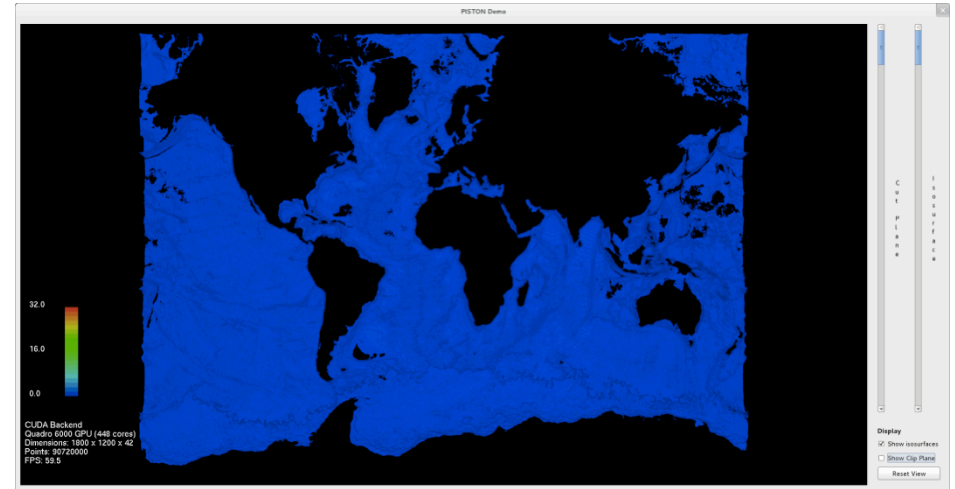 PISTON Demo
32.0
16.0
0.0
CUDA Backend
Quadro 6000 GPU (448 cores)
Dimensions: 1800 x 1200 x 42
Points: 90720000
FPS: 59.5
Cut Plane
Isosurface
Display
Show isosurfaces
Show Clip Plane
Reset View